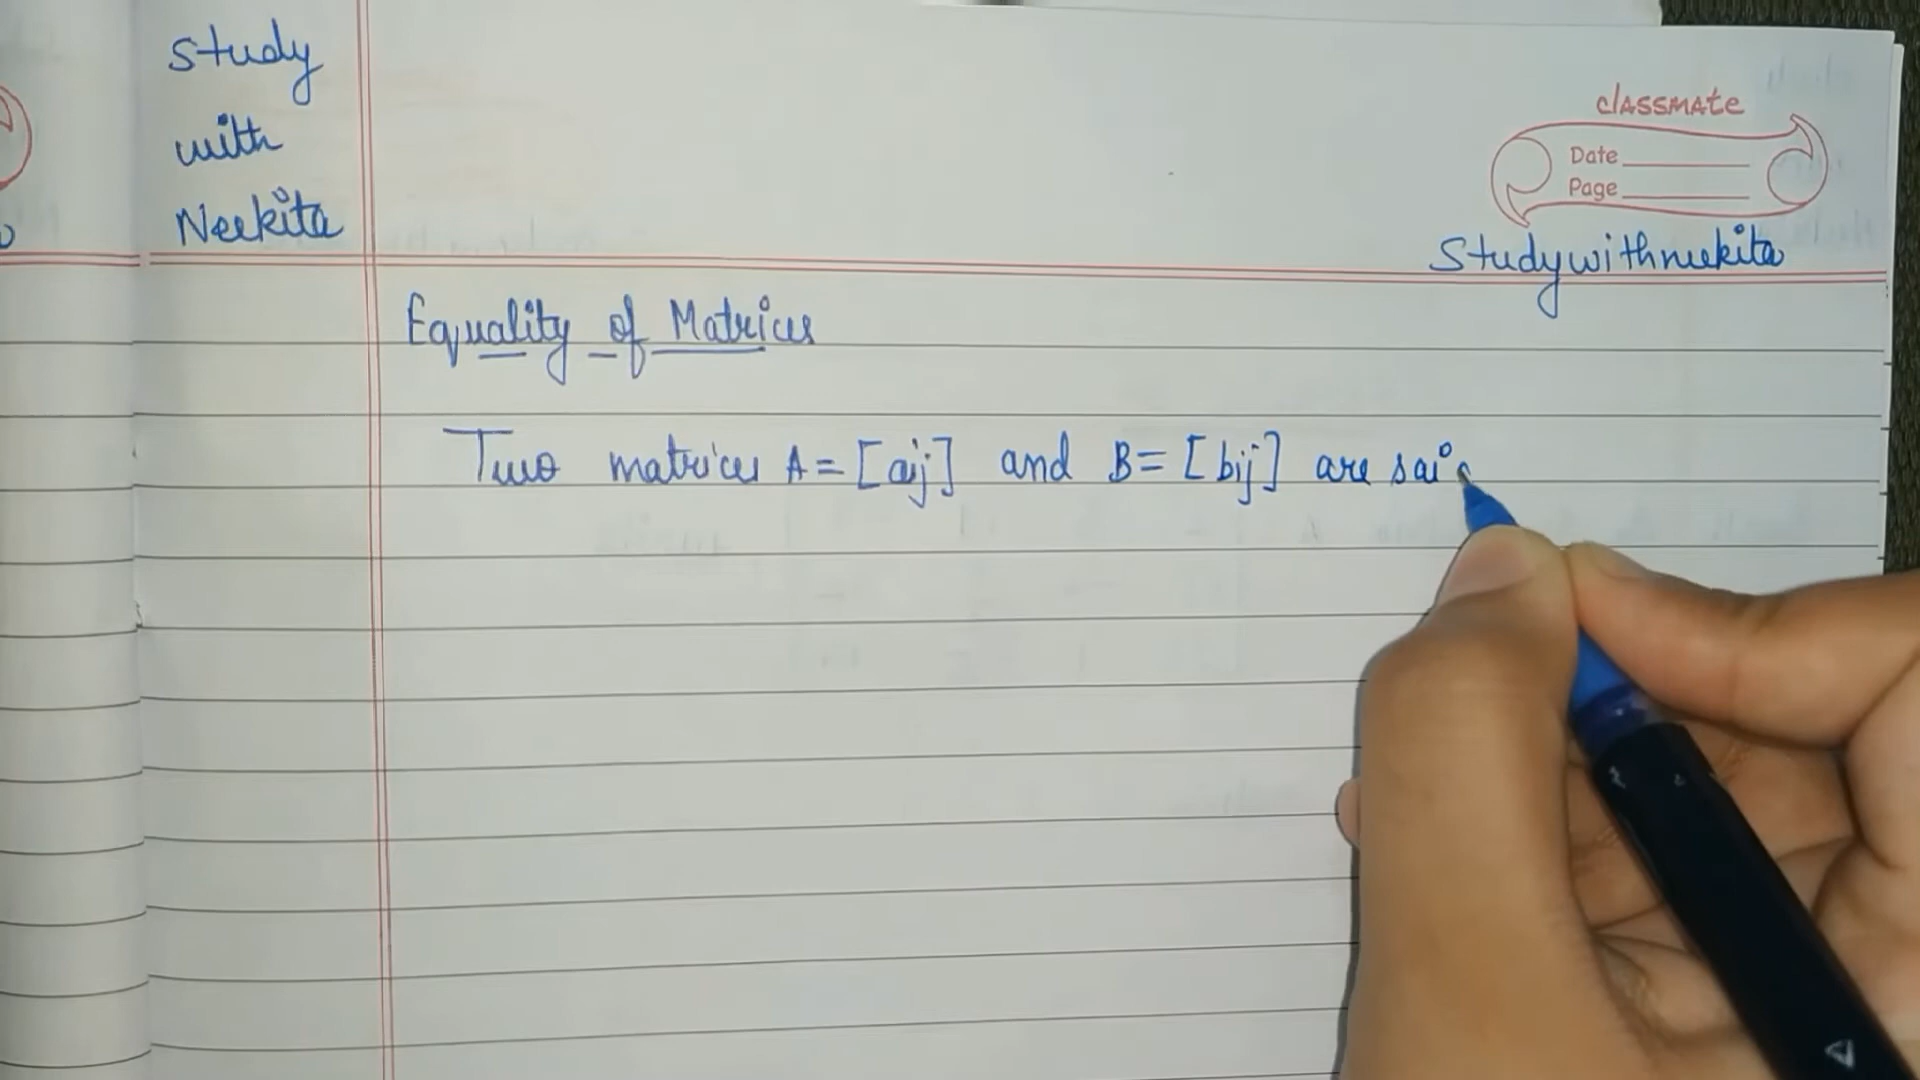 Study
with
Neekita
classmate
Date
Page
Studywithneekita
Equality of Matrices
Two matrices A = [aij] and B = [bij] are sai